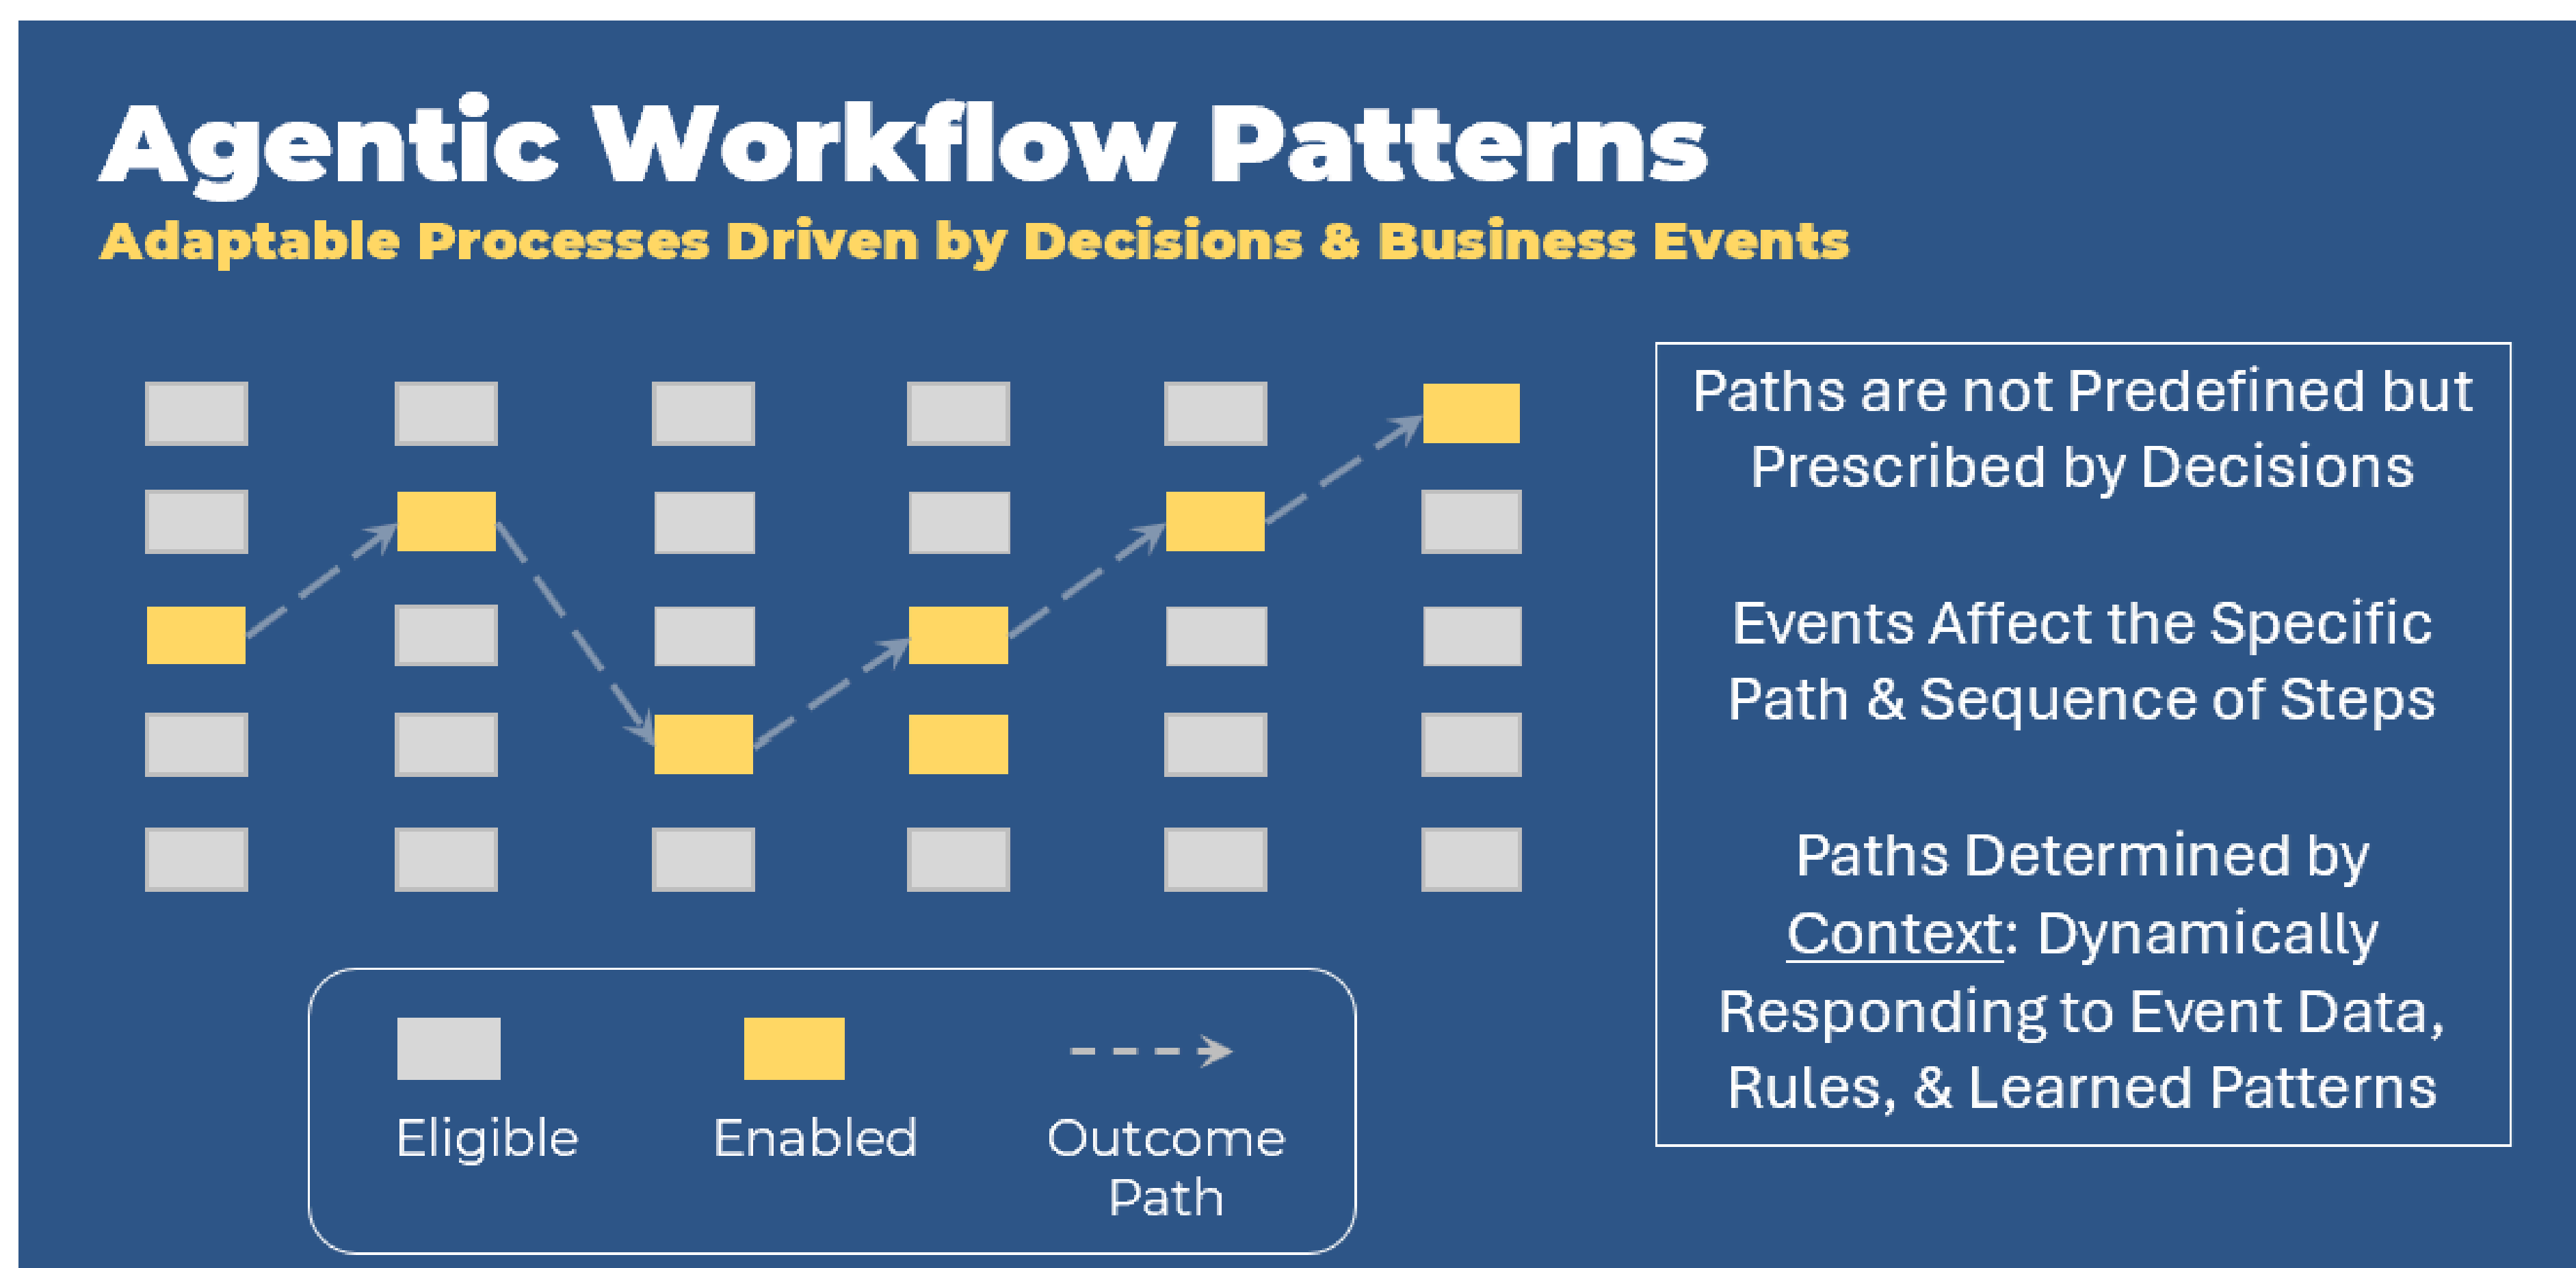 Agentic Workflow Patterns
Adaptable Processes Driven by Decisions & Business Events
Paths are not Predefined but
Prescribed by Decisions
Events Affect the Specific
Path & Sequence of Steps
Paths Determined by
Context: Dynamically
Responding to Event Data,
Rules, & Learned Patterns
Eligible
Enabled
Outcome
Path